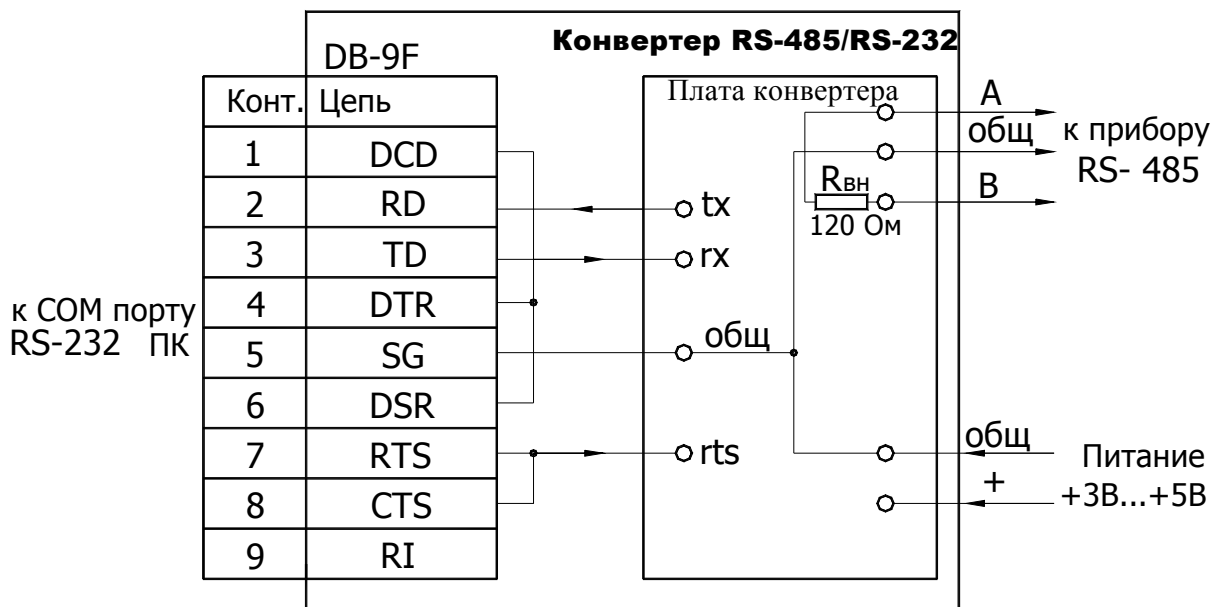 Конвертер RS-485/RS-232
DB-9F
Конт. Цепь
1 DCD
2 RD
3 TD
4 DTR
5 SG
6 DSR
7 RTS
8 CTS
9 RI
к COM порту
RS-232 ПК
Плата конвертера
tx
rx
общ
rts
Rвн
120 Ом
A
общ
B
к прибору
RS- 485
общ
+
Питание
+3В...+5В